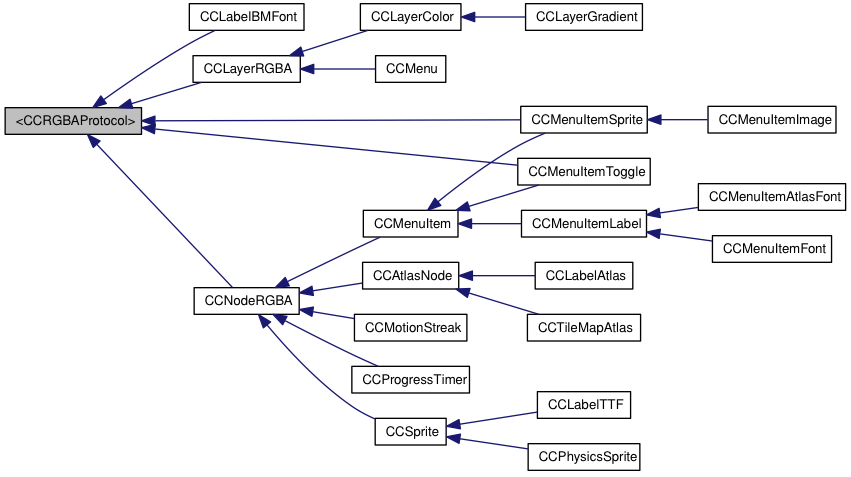 CCLabelBMFont
CCLayerColor
CCLayerGradient
CCLayerRGBA
CCMenu
<CCRGBAProtocol>
CCMenuItemSprite
CCMenuItemImage
CCMenuItemToggle
CCMenuItem
CCMenuItemLabel
CCMenuItemAtlasFont
CCMenuItemFont
CCNodeRGBA
CCAtlasNode
CCLabelAtlas
CCTileMapAtlas
CCMotionStreak
CCProgressTimer
CCSprite
CCLabelTTF
CCPhysicsSprite